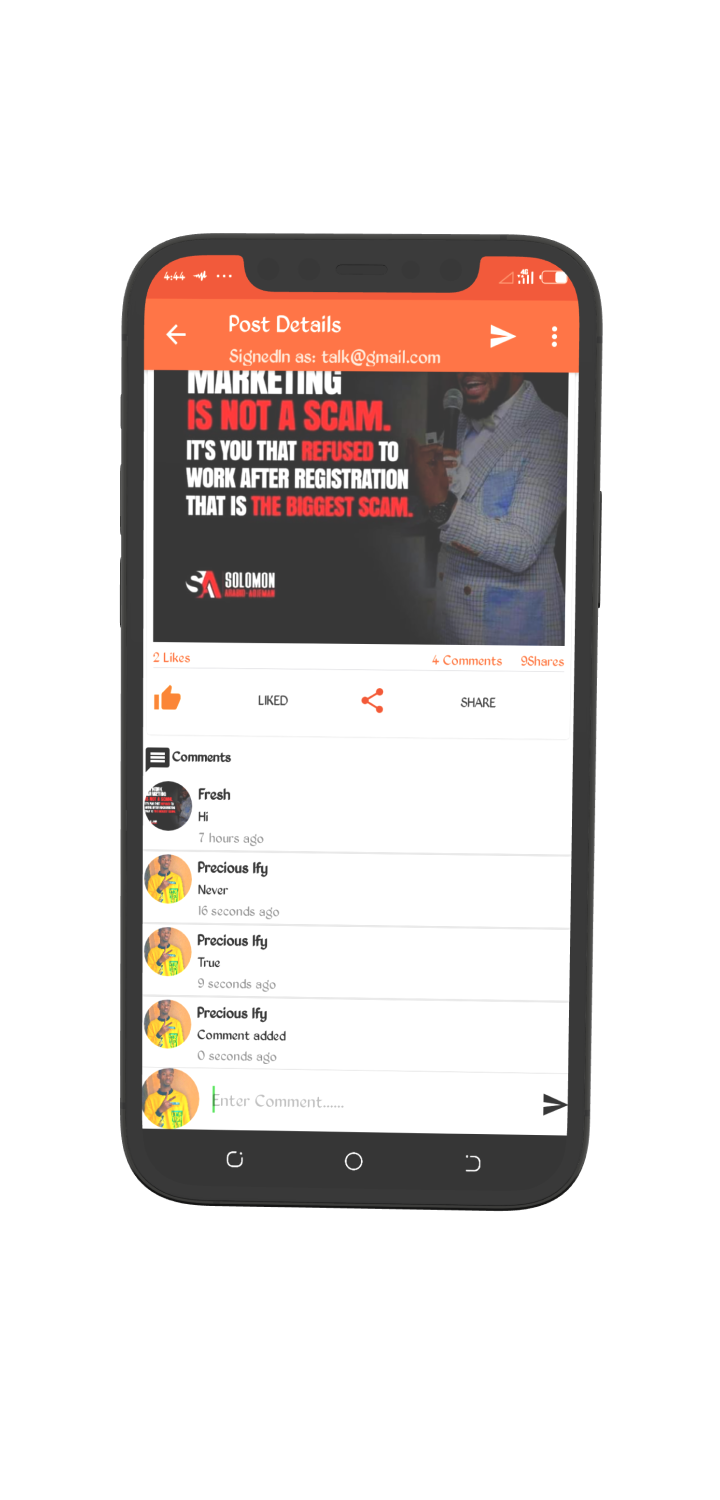 4:44
4G
Post Details
SignedIn as: talk@gmail.com
MARKETING
IS NOT A SCAM.
IT'S YOU THAT REFUSED TO
WORK AFTER REGISTRATION
THAT IS THE BIGGEST SCAM.
SA SOLOMON
2 Likes 4 Comments 9Shares
LIKED SHARE
Comments
Fresh
Hi
7 hours ago
Precious Ify
Never
16 seconds ago
Precious Ify
True
9 seconds ago
Precious Ify
Comment added
0 seconds ago
Enter Comment......